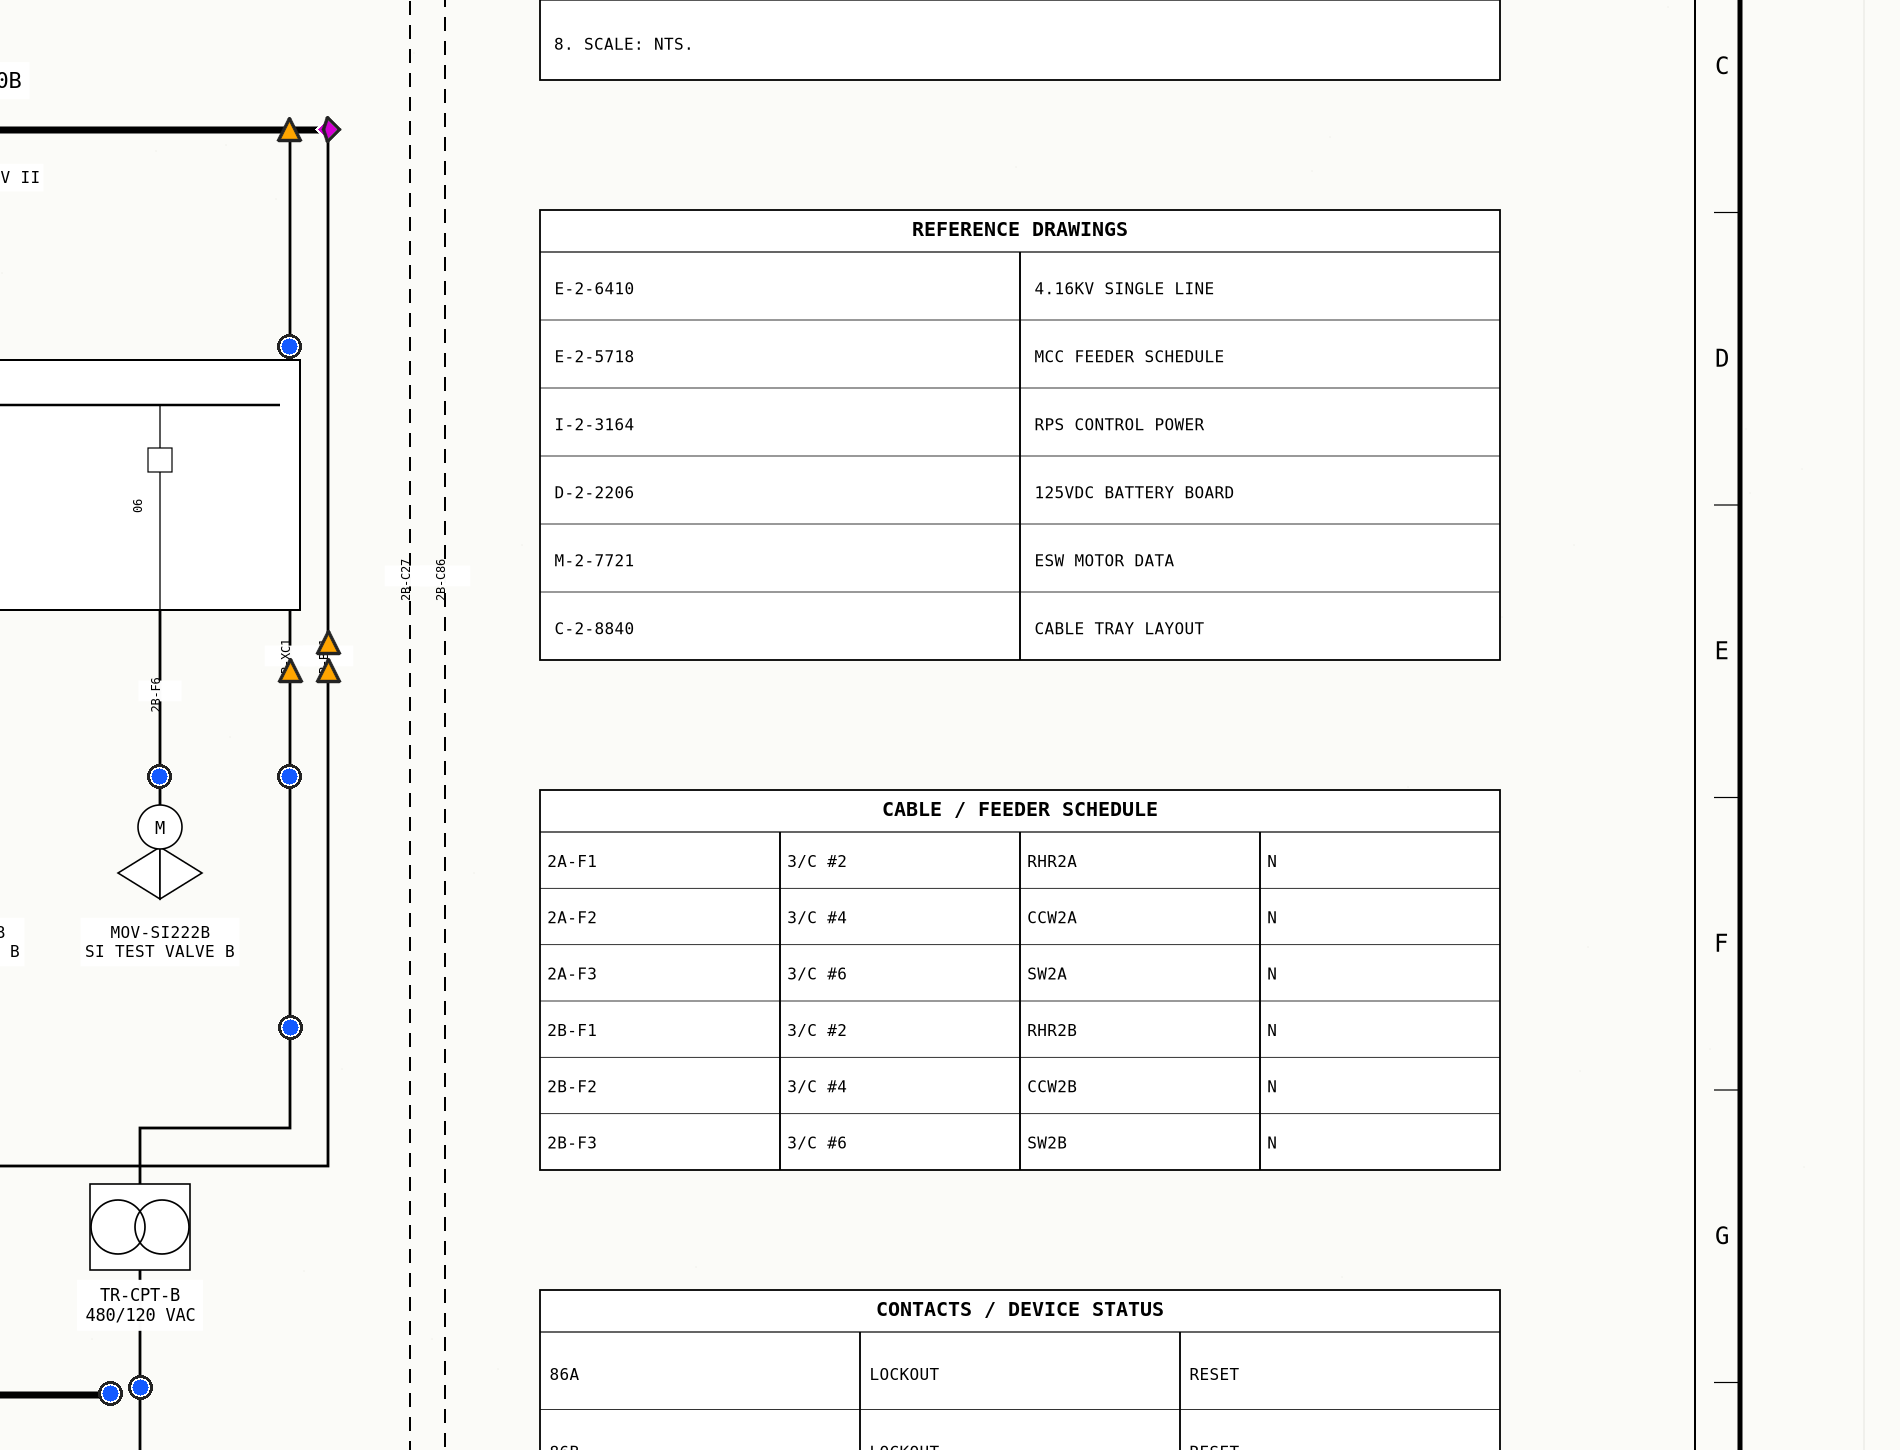 8. SCALE: NTS.
C
0B
V II
REFERENCE DRAWINGS
E-2-6410 4.16KV SINGLE LINE
E-2-5718 MCC FEEDER SCHEDULE
I-2-3164 RPS CONTROL POWER
D-2-2206 125VDC BATTERY BOARD
M-2-7721 ESW MOTOR DATA
C-2-8840 CABLE TRAY LAYOUT
D
06
2B-C27
2B-C86
E
2B-F6
M
B
B
MOV-SI222B
SI TEST VALVE B
CABLE / FEEDER SCHEDULE
2A-F1 3/C #2 RHR2A N
2A-F2 3/C #4 CCW2A N
2A-F3 3/C #6 SW2A N
2B-F1 3/C #2 RHR2B N
2B-F2 3/C #4 CCW2B N
2B-F3 3/C #6 SW2B N
F
TR-CPT-B
480/120 VAC
G
CONTACTS / DEVICE STATUS
86A LOCKOUT RESET
86B LOCKOUT RESET